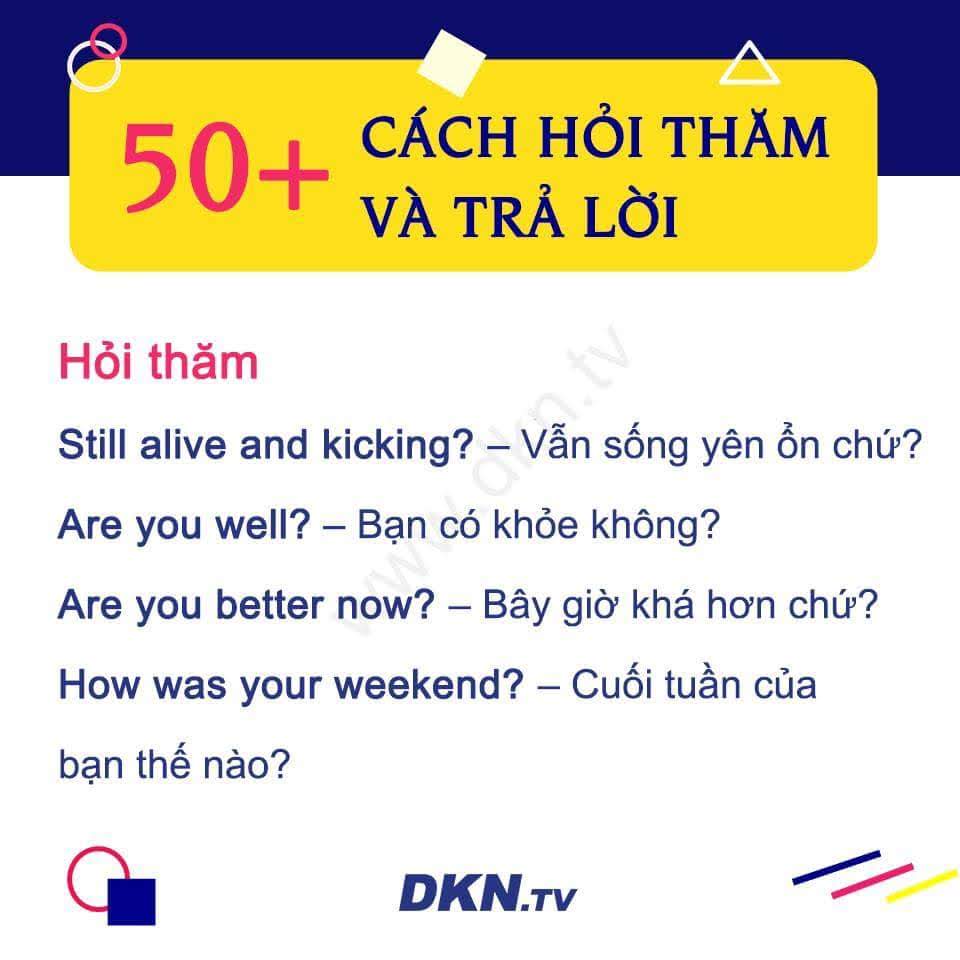 50+ CÁCH HỎI THĂM
VÀ TRẢ LỜI
Hỏi thăm
Still alive and kicking? – Vẫn sống yên ổn chứ?
Are you well? – Bạn có khỏe không?
Are you better now? – Bây giờ khá hơn chứ?
How was your weekend? – Cuối tuần của
bạn thế nào?
www.dkn.tv
DKN.TV